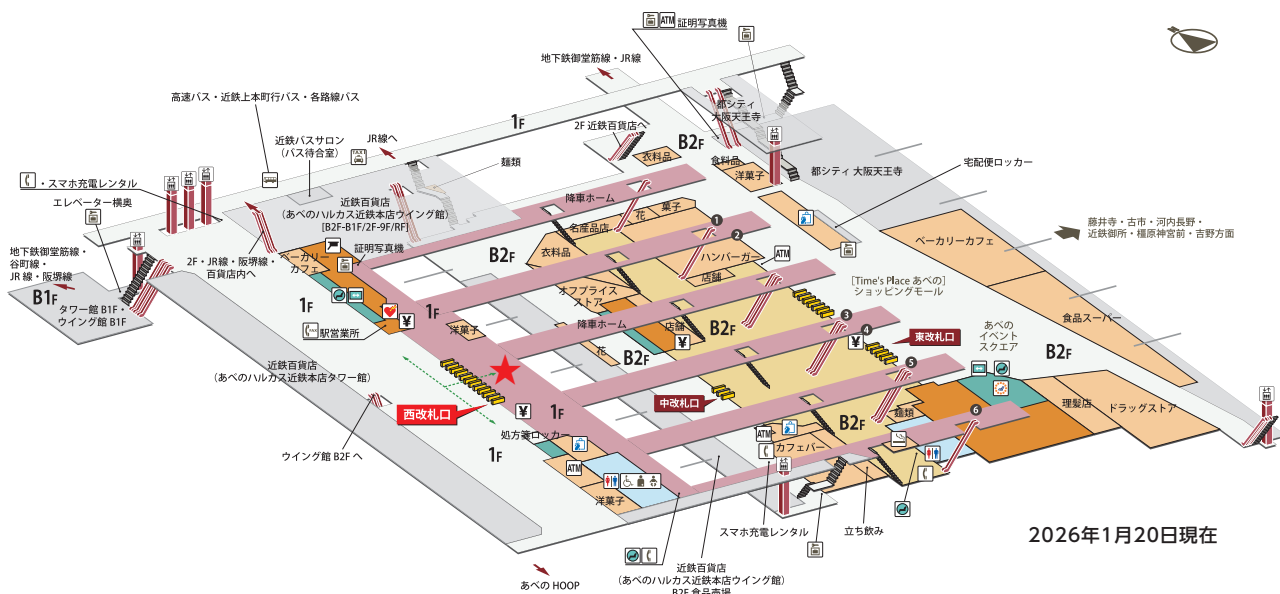 証明写真機
ATM
地下鉄御堂筋線・JR線
都シティ
大阪天王寺
高速バス・近鉄上本町行バス・各路線バス
1F
2F 近鉄百貨店へ
B2F
近鉄バスサロン
(バス待合室)
JR線へ
TAXI
麺類
衣料品
食料品
洋菓子
都シティ 大阪天王寺
宅配便ロッカー
・スマホ充電レンタル
エレベーター横奥
降車ホーム
近鉄百貨店
(あべのハルカス近鉄本店ウイング館)
[B2F-B1F/2F-9F/RF]
菓子
花
名産品店
1
2
藤井寺・古市・河内長野・
近鉄御所・橿原神宮前・吉野方面
ベーカリーカフェ
地下鉄御堂筋線・
谷町線・
JR線・阪堺線
2F・JR線・阪堺線・
百貨店内へ
ベーカリー
カフェ
証明写真機
B2F
衣料品
ハンバーガー
ATM
店舗
[Time's Place あべの]
ショッピングモール
B1F
タワー館 B1F・
ウイング館 B1F
1F
オフプライス
ストア
1F
¥
FAX
駅営業所
洋菓子
降車ホーム
店舗
¥
B2F
3
4
¥
東改札口
あべの
イベント
スクエア
食品スーパー
B2F
花
B2F
5
近鉄百貨店
(あべのハルカス近鉄本店タワー館)
西改札口
¥
1F
中改札口
B2F
麺類
6
理髪店
ドラッグストア
処方箋ロッカー
ATM
カフェバー
ウイング館 B2F へ
1F
ATM
洋菓子
スマホ充電レンタル
立ち飲み
2026年1月20日現在
近鉄百貨店
(あべのハルカス近鉄本店ウイング館)
B2F 食品売場
あべの HOOP